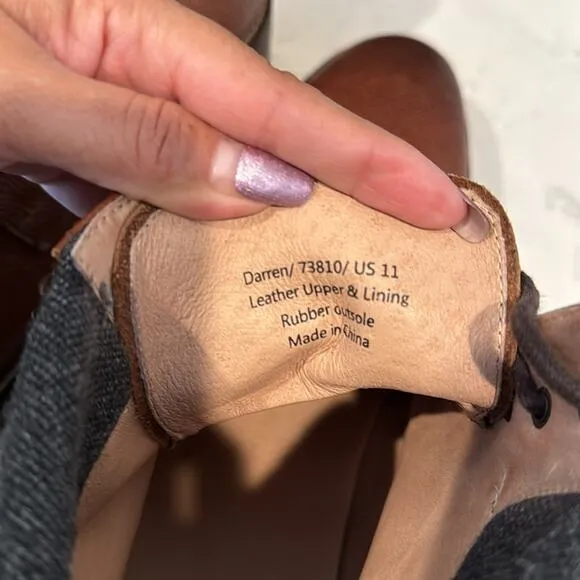 Darren/ 73810/ US 11
Leather Upper & Lining
Rubber outsole
Made in China